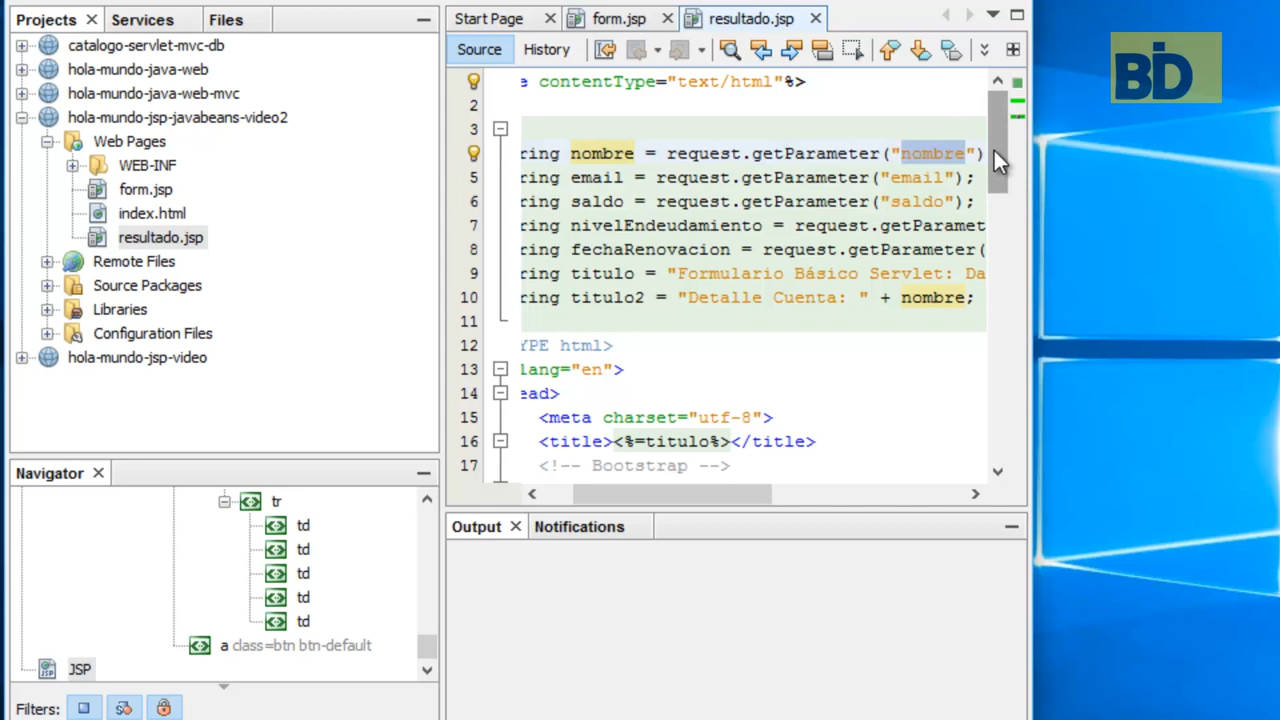 Projects
Services
Files
catalogo-servlet-mvc-db
hola-mundo-java-web
hola-mundo-java-web-mvc
hola-mundo-jsp-javabeans-video2
Web Pages
WEB-INF
form.jsp
index.html
resultado.jsp
Remote Files
Source Packages
Libraries
Configuration Files
hola-mundo-jsp-video
Navigator
tr
td
td
td
td
td
a class=btn btn-default
JSP
Filters:
Start Page
form.jsp
resultado.jsp
Source
History
e contentType="text/html"%>
2
3
ring nombre = request.getParameter("nombre")
5 ring email = request.getParameter("email");
6 ring saldo = request.getParameter("saldo");
7 ring nivelEndeudamiento = request.getParamet
8 ring fechaRenovacion = request.getParameter(
9 ring titulo = "Formulario Básico Servlet: Da
10 ring titulo2 = "Detalle Cuenta: " + nombre;
11
12 YPE html>
13 lang="en">
14 ead>
15 <meta charset="utf-8">
16 <title><%=titulo%></title>
17 <!-- Bootstrap -->
Output
Notifications
BID